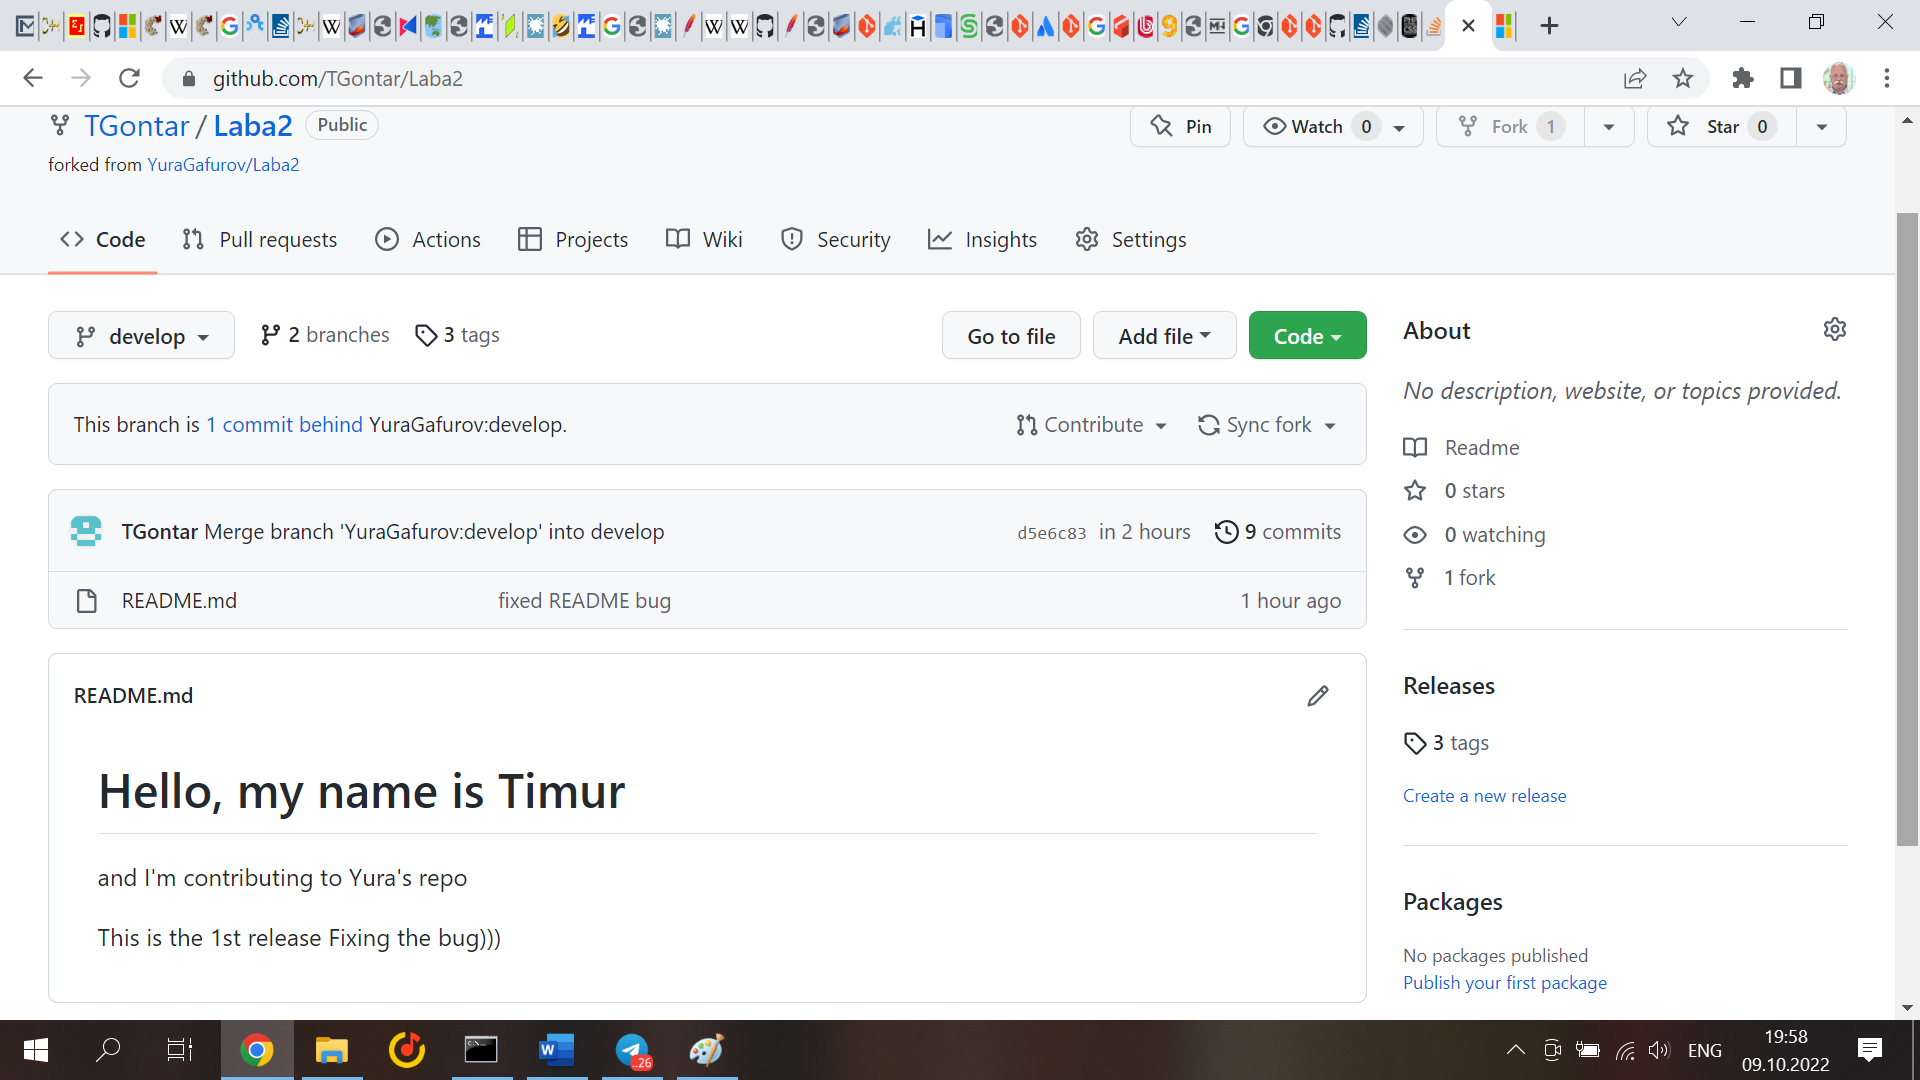 github.com/TGontar/Laba2
TGontar / Laba2 Public
Pin
Watch 0
Fork 1
Star 0
forked from YuraGafurov/Laba2
Code
Pull requests
Actions
Projects
Wiki
Security
Insights
Settings
develop
2 branches
3 tags
Go to file
Add file
Code
This branch is 1 commit behind YuraGafurov:develop.
Contribute
Sync fork
TGontar Merge branch 'YuraGafurov:develop' into develop
d5e6c83 in 2 hours
9 commits
README.md
fixed README bug
1 hour ago
README.md
Hello, my name is Timur
and I'm contributing to Yura's repo
This is the 1st release Fixing the bug)))
About
No description, website, or topics provided.
Readme
0 stars
0 watching
1 fork
Releases
3 tags
Create a new release
Packages
No packages published
Publish your first package
..26
ENG
19:58
09.10.2022